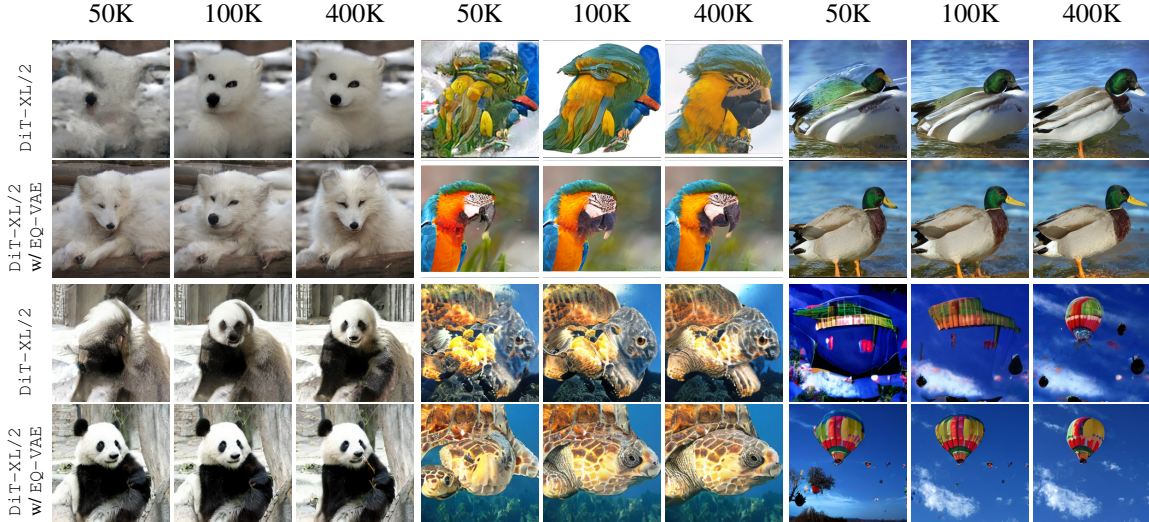 50K 100K 400K 50K 100K 400K 50K 100K 400K
DiT-XL/2
DiT-XL/2
w/ EQ-VAE
DiT-XL/2
DiT-XL/2
w/ EQ-VAE